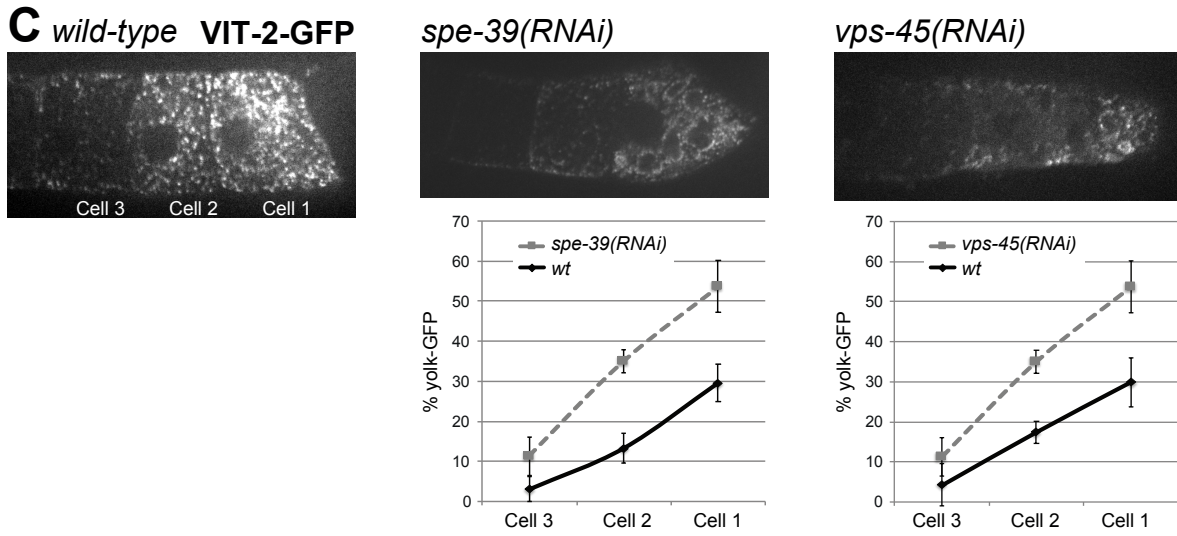 C wild-type VIT-2-GFP
spe-39(RNAi)
vps-45(RNAi)
Cell 3 Cell 2 Cell 1
70
60
50
40
30
20
10
0
% yolk-GFP
spe-39(RNAi)
wt
Cell 3 Cell 2 Cell 1
70
60
50
40
30
20
10
0
% yolk-GFP
vps-45(RNAi)
wt
Cell 3 Cell 2 Cell 1